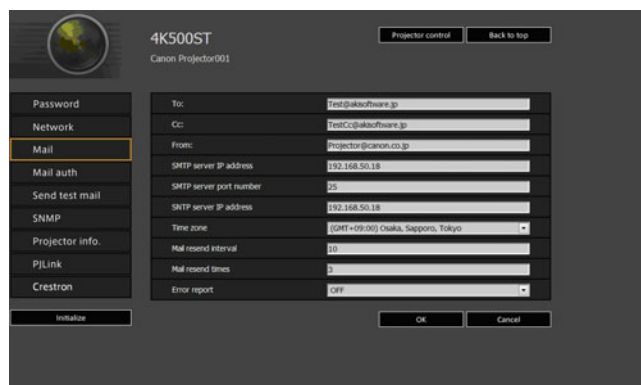 4K500ST
Canon Projector001
Projector control
Back to top
Password
Network
Mail
Mail auth
Send test mail
SNMP
Projector info.
PJLink
Crestron
Initialize
To: Test@akisoftware.jp
Cc: TestCc@akisoftware.jp
From: Projector@canon.co.jp
SMTP server IP address 192.168.50.18
SMTP server port number 25
SNTP server IP address 192.168.50.18
Time zone (GMT+09:00) Osaka, Sapporo, Tokyo
Mail resend interval 10
Mail resend times 3
Error report OFF
OK Cancel